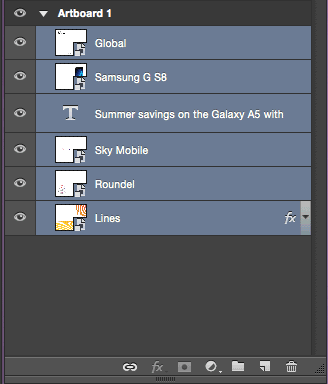 Artboard 1
Global
Samsung G S8
T Summer savings on the Galaxy A5 with
Sky Mobile
Roundel
Lines fx
fx